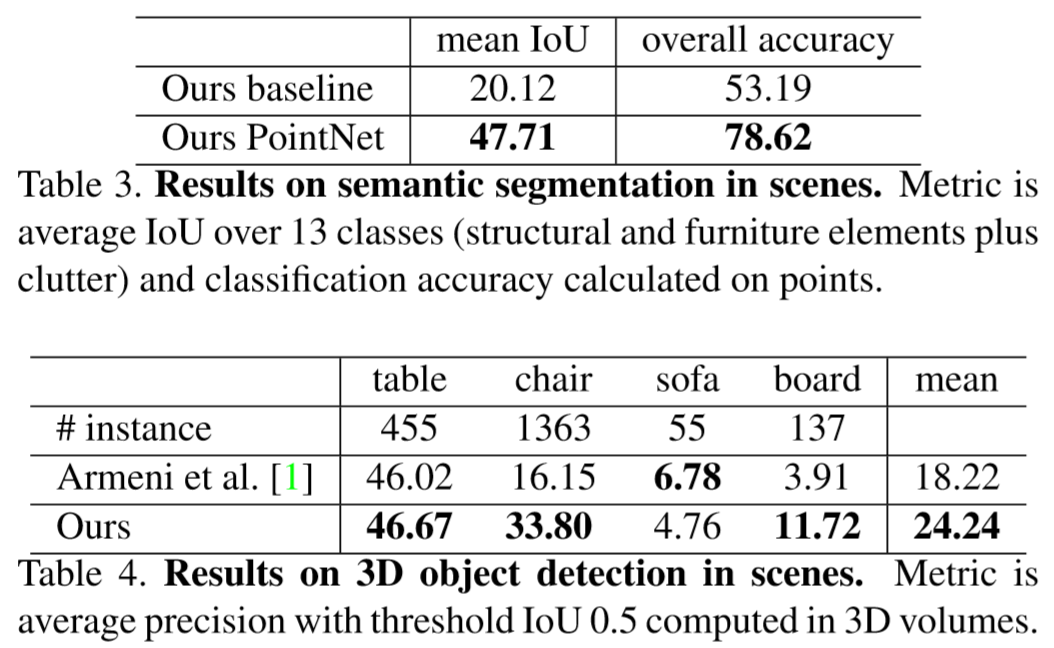 mean IoU overall accuracy
Ours baseline 20.12 53.19
Ours PointNet 47.71 78.62
Table 3. Results on semantic segmentation in scenes. Metric is
average IoU over 13 classes (structural and furniture elements plus
clutter) and classification accuracy calculated on points.
table chair sofa board mean
# instance 455 1363 55 137
Armeni et al. [1] 46.02 16.15 6.78 3.91 18.22
Ours 46.67 33.80 4.76 11.72 24.24
Table 4. Results on 3D object detection in scenes. Metric is
average precision with threshold IoU 0.5 computed in 3D volumes.